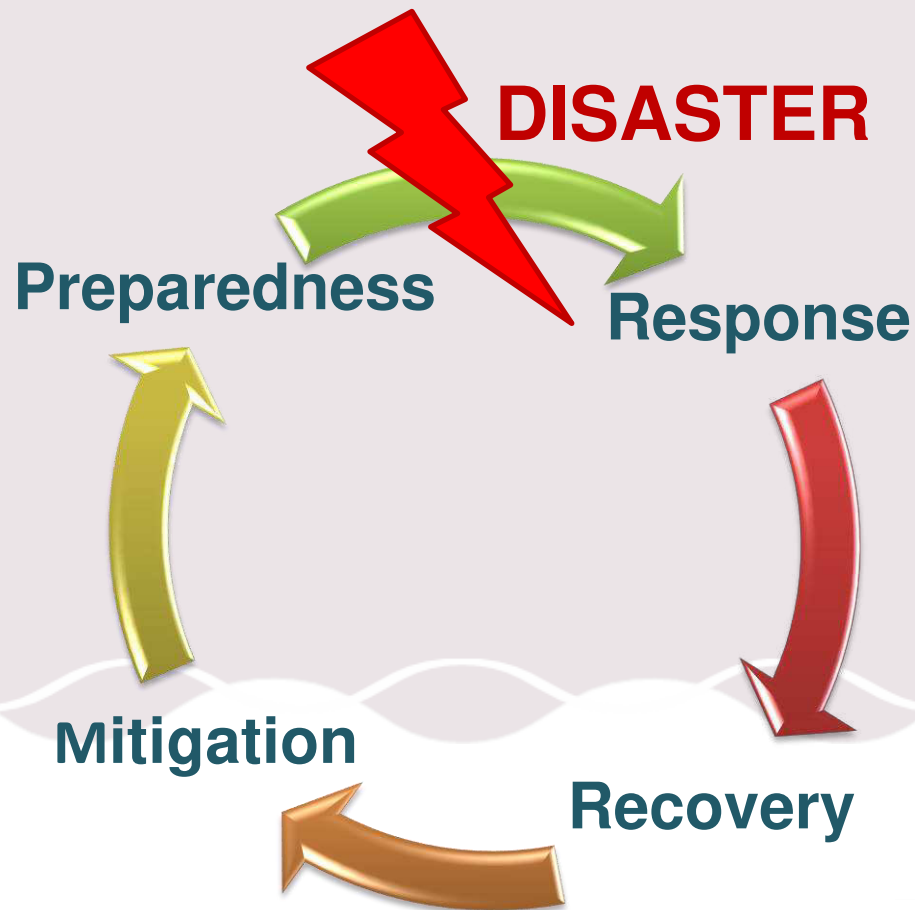 DISASTER
Preparedness
Response
Mitigation
Recovery